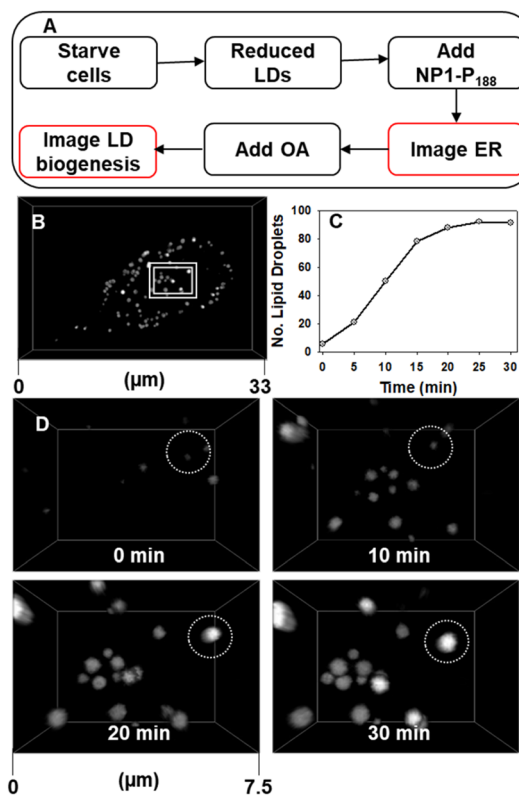 A
Starve cells
Reduced LDs
Add NP1-P188
Image LD biogenesis
Add OA
Image ER
B
0 (µm) 33
C
No. Lipid Droplets
100
80
60
40
20
0
0 5 10 15 20 25 30
Time (min)
D
0 min
10 min
20 min
30 min
0 (µm) 7.5